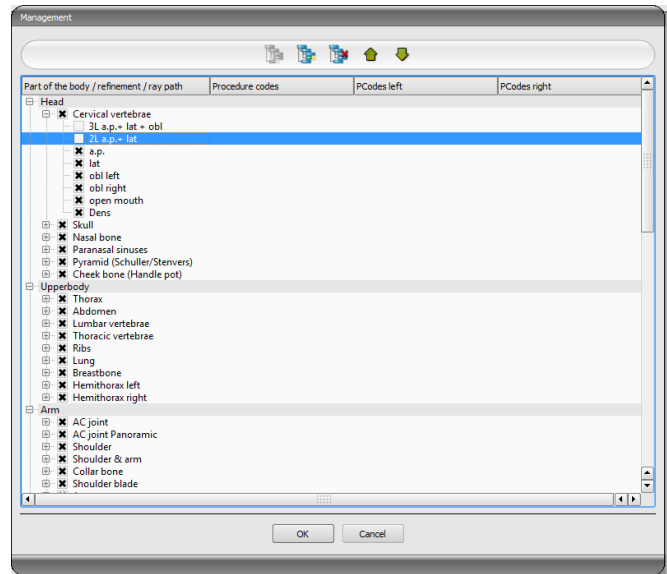 Management
Part of the body / refinement / ray path Procedure codes PCodes left PCodes right
Head
Cervical vertebrae
3L a.p.+ lat + obl
2L a.p.+ lat
a.p.
lat
obl left
obl right
open mouth
Dens
Skull
Nasal bone
Paranasal sinuses
Pyramid (Schuller/Stenvers)
Cheek bone (Handle pot)
Upperbody
Thorax
Abdomen
Lumbar vertebrae
Thoracic vertebrae
Ribs
Lung
Breastbone
Hemithorax left
Hemithorax right
Arm
AC joint
AC joint Panoramic
Shoulder
Shoulder & arm
Collar bone
Shoulder blade
OK Cancel